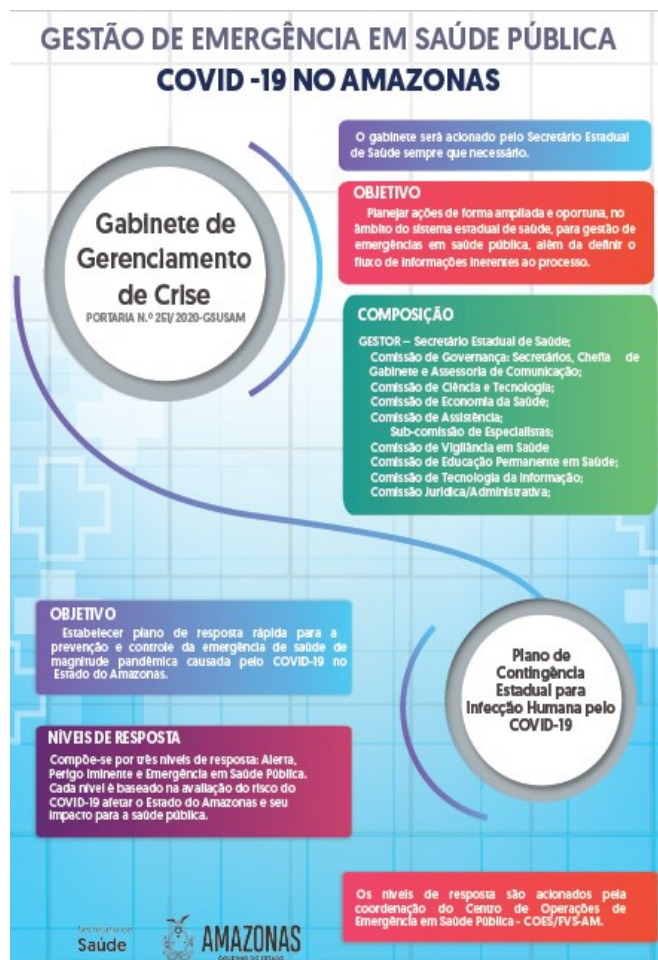 GESTÃO DE EMERGÊNCIA EM SAÚDE PÚBLICA
COVID -19 NO AMAZONAS
O gabinete será acionado pelo Secretário Estadual
de Saúde sempre que necessário.
Gabinete de
Gerenciamento
de Crise
PORTARIA N.º 251/ 2020-GSUSAM
OBJETIVO
Planejar ações de forma ampliada e oportuna, no
âmbito do sistema estadual de saúde, para gestão de
emergências em saúde pública, além da definir o
fluxo de informações inerentes ao processo.
COMPOSIÇÃO
GESTOR – Secretário Estadual de Saúde;
Comissão de Governança: Secretários, Chefia de
Gabinete e Assessoria de Comunicação;
Comissão de Ciência e Tecnologia;
Comissão de Economia da Saúde;
Comissão de Assistência;
Sub-comissão de Especialistas;
Comissão de Vigilância em Saúde
Comissão de Educação Permanente em Saúde;
Comissão de Tecnologia da Informação;
Comissão Jurídica/Administrativa;
OBJETIVO
Estabelecer plano de resposta rápida para a
prevenção e controle da emergência de saúde de
magnitude pandêmica causada pelo COVID-19 no
Estado do Amazonas.
Plano de
Contingência
Estadual para
Infecção Humana pelo
COVID-19
NÍVEIS DE RESPOSTA
Compõe-se por três níveis de resposta: Alerta,
Perigo Iminente e Emergência em Saúde Pública.
Cada nível é baseado na avaliação do risco do
COVID-19 afetar o Estado do Amazonas e seu
impacto para a saúde pública.
Os níveis de resposta são acionados pela
coordenação do Centro de Operações de
Emergência em Saúde Pública - COES/FVS-AM.
Secretaria de
Saúde
AMAZONAS
GOVERNO DO ESTADO